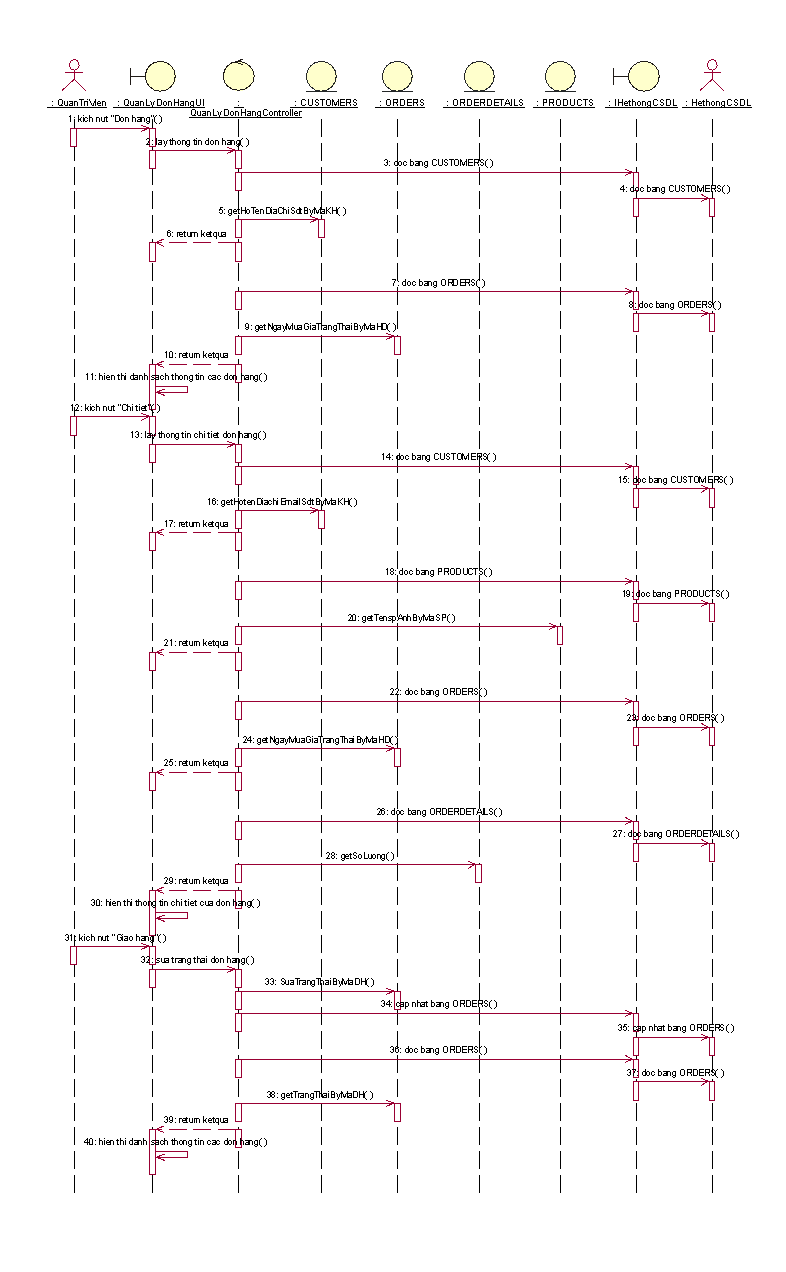 : QuanTriVien
: QuanLyDonHangUI
: QuanLyDonHangController
: CUSTOMERS
: ORDERS
: ORDERDETAILS
: PRODUCTS
: IHethongCSDL
: HethongCSDL
1: kich nut "Don hang"( )
2: lay thong tin don hang( )
3: doc bang CUSTOMERS( )
4: doc bang CUSTOMERS( )
5: getHoTenDiaChiSdtByMaKH( )
6: return ketqua
7: doc bang ORDERS( )
8: doc bang ORDERS( )
9: getNgayMuaGiaTrangThaiByMaHD( )
10: return ketqua
11: hien thi danh sach thong tin cac don hang( )
12: kich nut "Chi tiet"( )
13: lay thong tin chi tiet don hang( )
14: doc bang CUSTOMERS( )
15: doc bang CUSTOMERS( )
16: getHotenDiachiEmailSdtByMaKH( )
17: return ketqua
18: doc bang PRODUCTS( )
19: doc bang PRODUCTS( )
20: getTenspAnhByMaSP( )
21: return ketqua
22: doc bang ORDERS( )
23: doc bang ORDERS( )
24: getNgayMuaGiaTrangThaiByMaHD( )
25: return ketqua
26: doc bang ORDERDETAILS( )
27: doc bang ORDERDETAILS( )
28: getSoLuong( )
29: return ketqua
30: hien thi thong tin chi tiet cua don hang( )
31: kich nut "Giao hang"( )
32: sua trang thai don hang( )
33: SuaTrangThaiByMaDH( )
34: cap nhat bang ORDERS( )
35: cap nhat bang ORDERS( )
36: doc bang ORDERS( )
37: doc bang ORDERS( )
38: getTrangThaiByMaDH( )
39: return ketqua
40: hien thi danh sach thong tin cac don hang( )